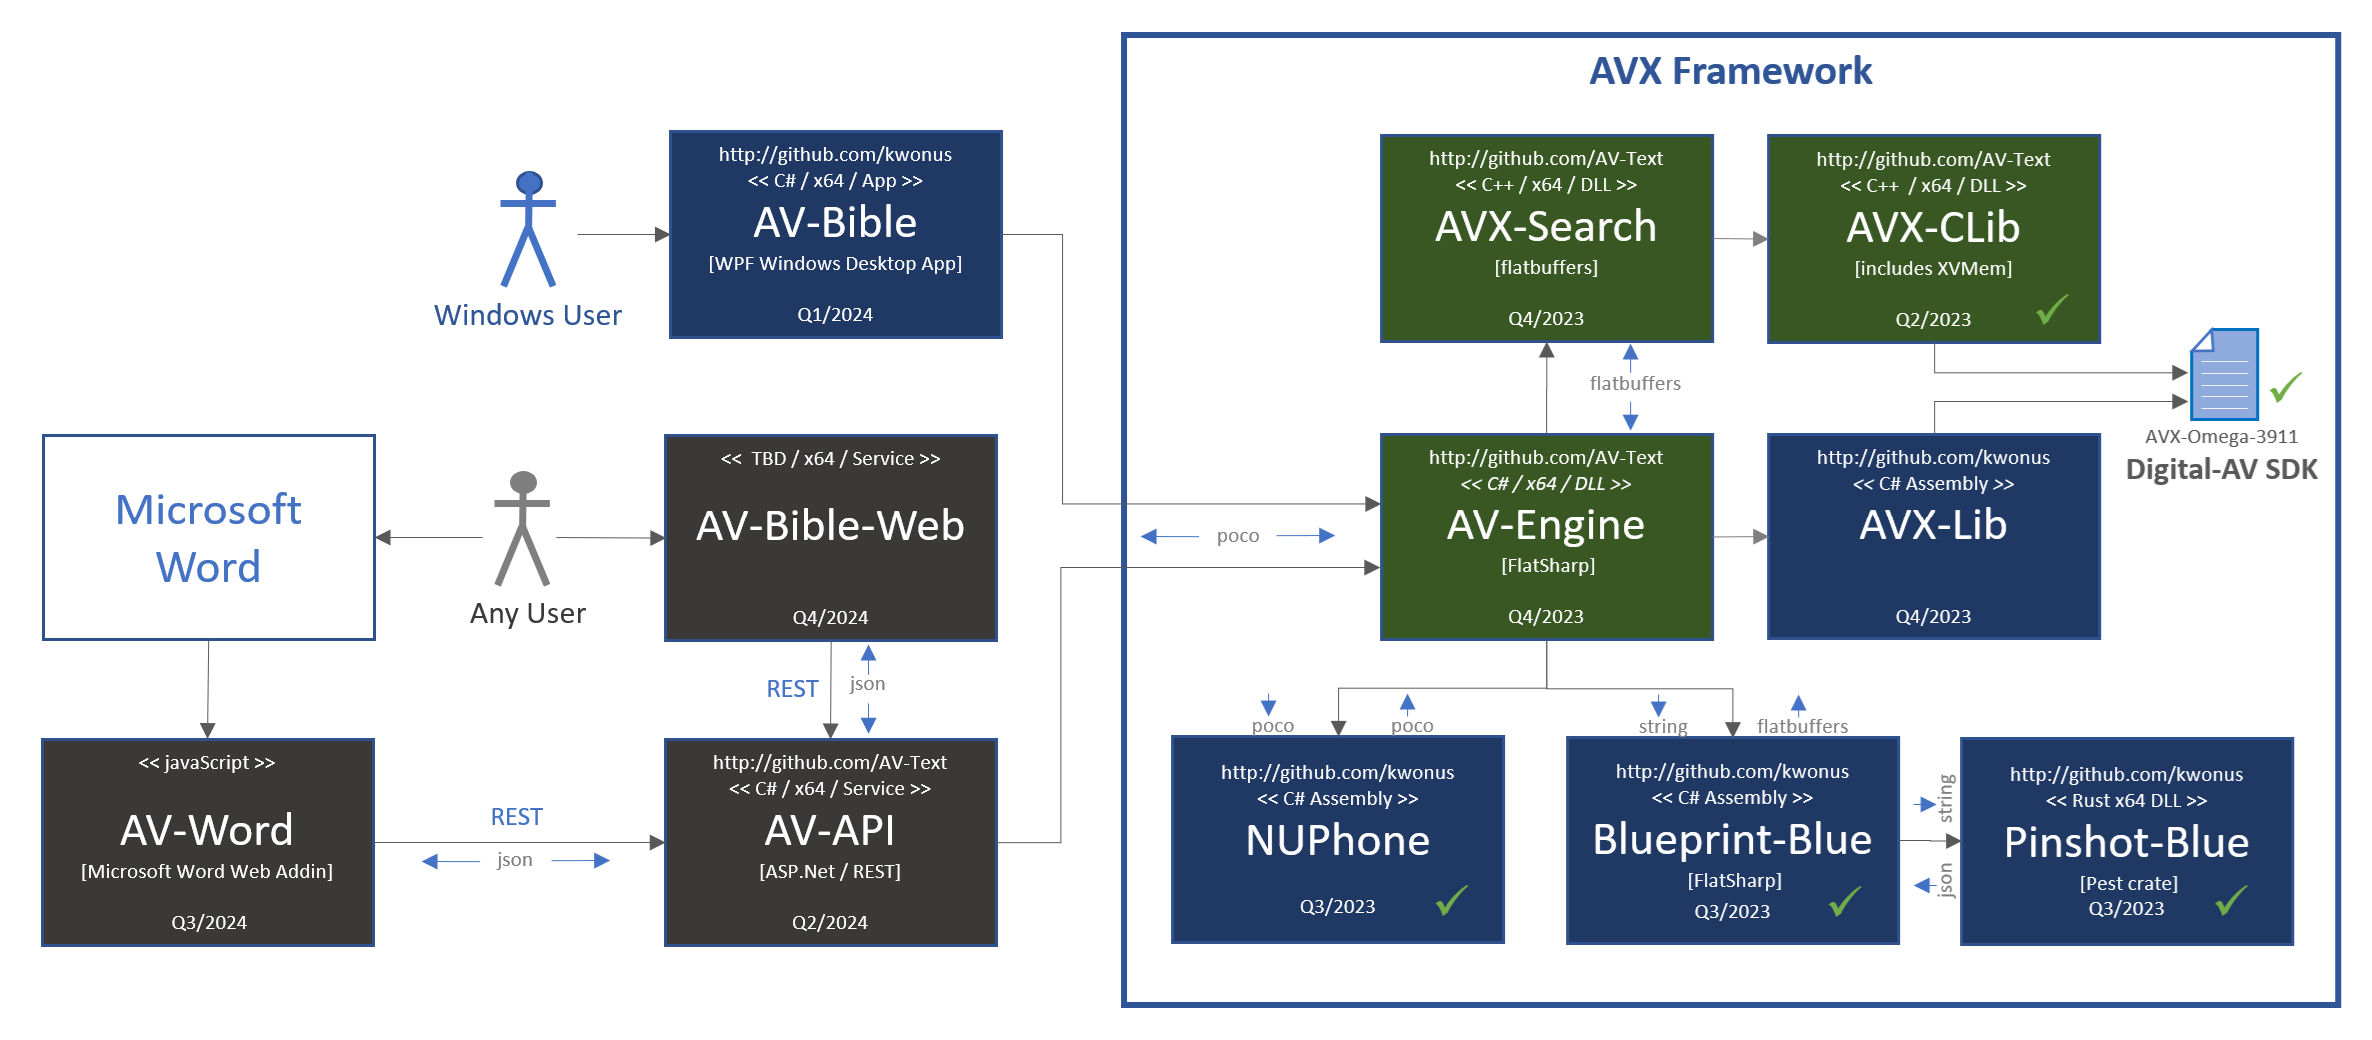 AVX Framework
http://github.com/kwonus
<< C# / x64 / App >>
AV-Bible
[WPF Windows Desktop App]
Q1/2024
Windows User
http://github.com/AV-Text
<< C++ / x64 / DLL >>
AVX-Search
[flatbuffers]
Q4/2023
http://github.com/AV-Text
<< C++ / x64 / DLL >>
AVX-CLib
[includes XVMem]
Q2/2023
flatbuffers
AVX-Omega-3911
Digital-AV SDK
Microsoft
Word
Any User
<< TBD / x64 / Service >>
AV-Bible-Web
Q4/2024
poco
http://github.com/AV-Text
<< C# / x64 / DLL >>
AV-Engine
[FlatSharp]
Q4/2023
http://github.com/kwonus
<< C# Assembly >>
AVX-Lib
Q4/2023
REST
json
poco
poco
string
flatbuffers
<< javaScript >>
AV-Word
[Microsoft Word Web Addin]
Q3/2024
REST
json
http://github.com/AV-Text
<< C# / x64 / Service >>
AV-API
[ASP.Net / REST]
Q2/2024
http://github.com/kwonus
<< C# Assembly >>
NUPhone
Q3/2023
http://github.com/kwonus
<< C# Assembly >>
Blueprint-Blue
[FlatSharp]
Q3/2023
string
json
http://github.com/kwonus
<< Rust x64 DLL >>
Pinshot-Blue
[Pest crate]
Q3/2023